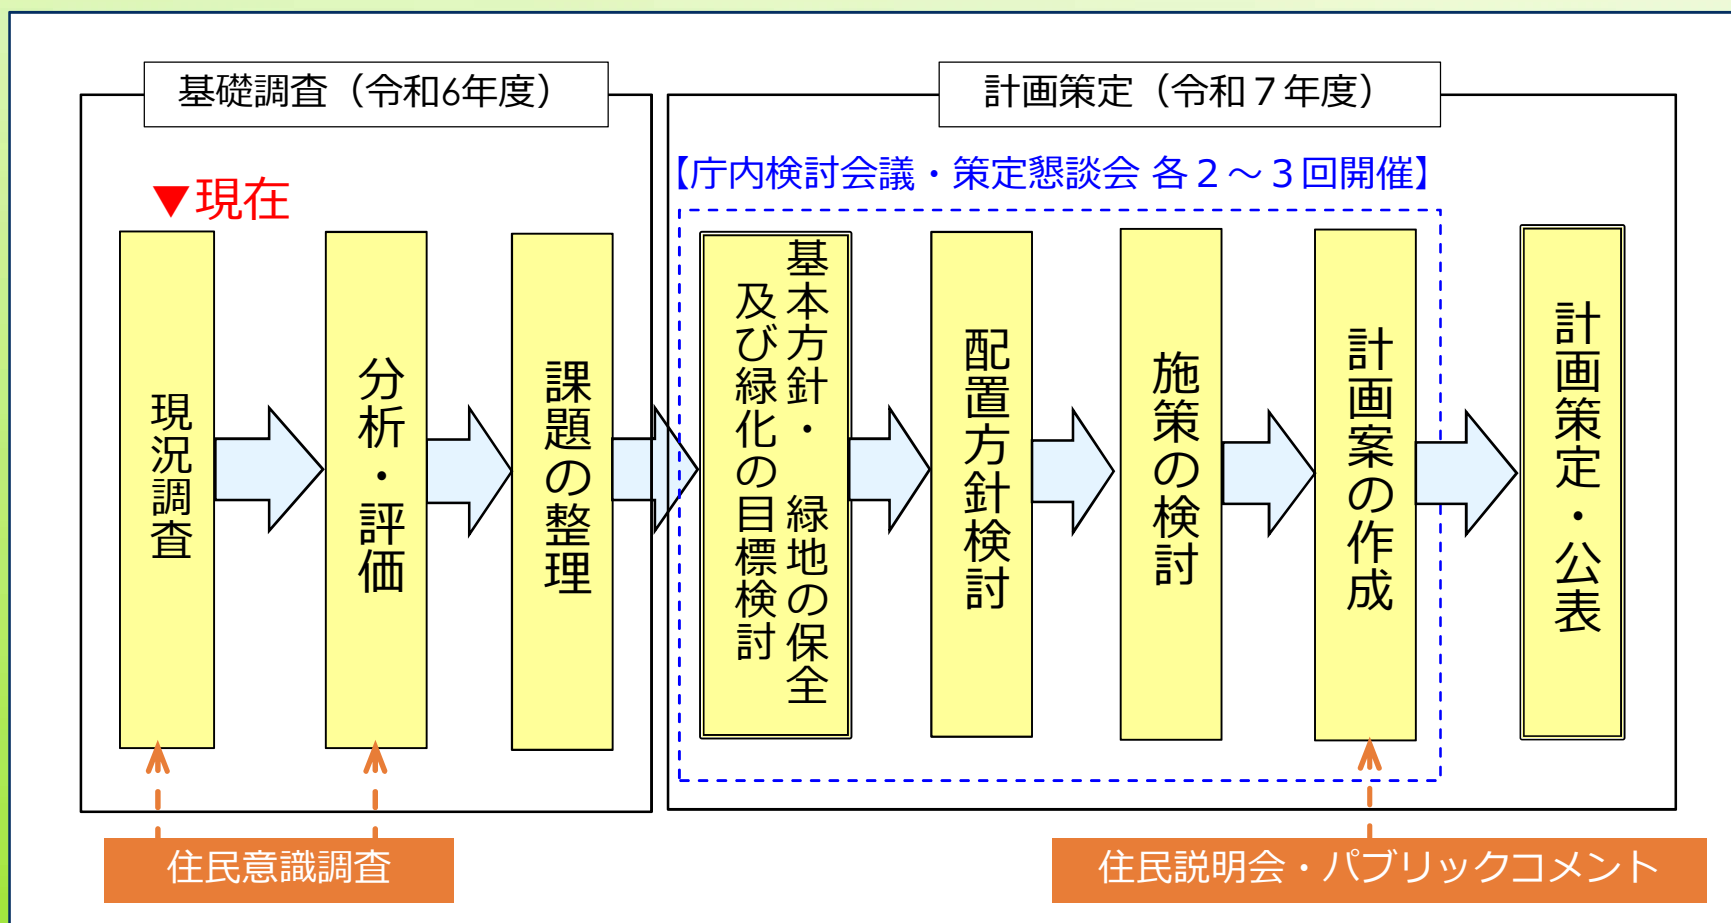 基礎調査（令和6年度）
計画策定（令和７年度）
【庁内検討会議・策定懇談会 各２～３回開催】
▼現在
現況調査
分析・評価
課題の整理
基本方針・　緑地の保全
及び緑化の目標検討
配置方針検討
施策の検討
計画案の作成
計画策定・公表
住民意識調査
住民説明会・パブリックコメント